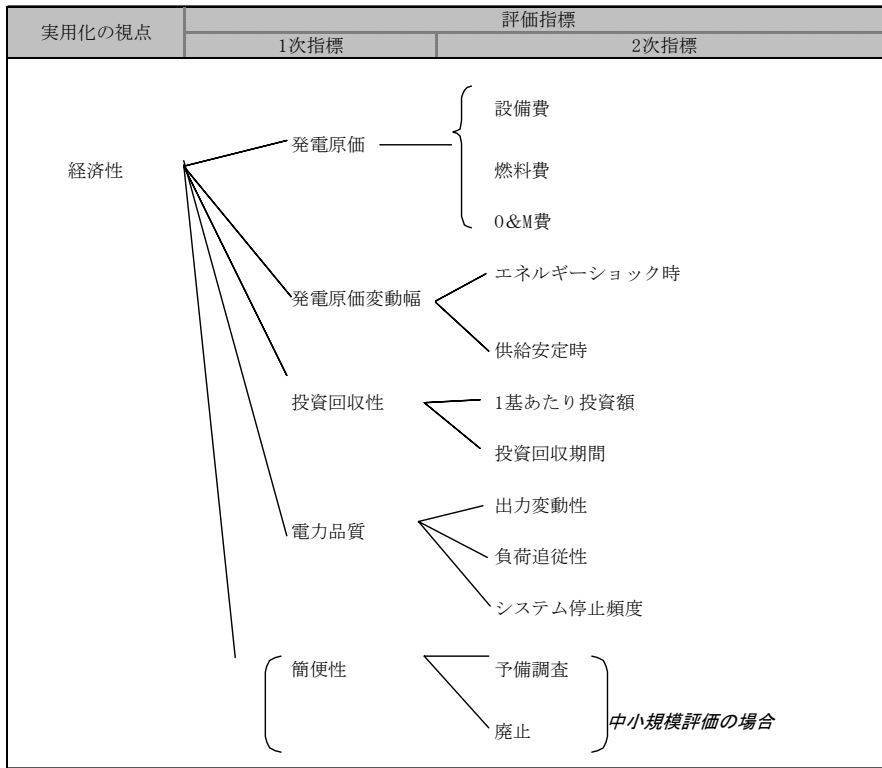 実用化の視点
評価指標
1次指標
2次指標
経済性
発電原価
設備費
燃料費
O&M費
発電原価変動幅
エネルギーショック時
供給安定時
投資回収性
1基あたり投資額
投資回収期間
電力品質
出力変動性
負荷追従性
システム停止頻度
簡便性
予備調査
廃止
中小規模評価の場合